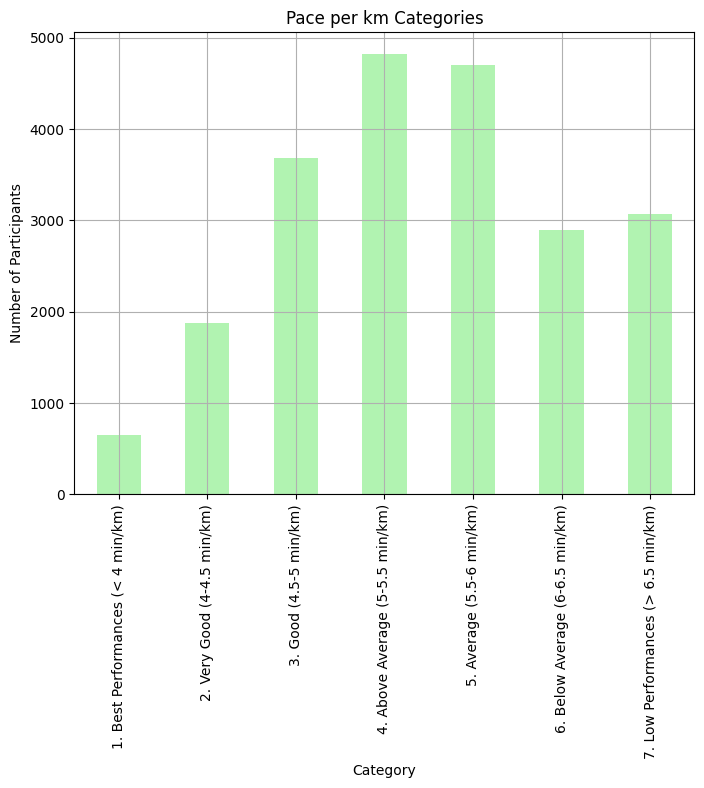 Pace per km Categories
5000
4000
3000
2000
1000
0
Number of Participants
1. Best Performances (< 4 min/km)
2. Very Good (4-4.5 min/km)
3. Good (4.5-5 min/km)
4. Above Average (5-5.5 min/km)
5. Average (5.5-6 min/km)
6. Below Average (6-6.5 min/km)
7. Low Performances (> 6.5 min/km)
Category